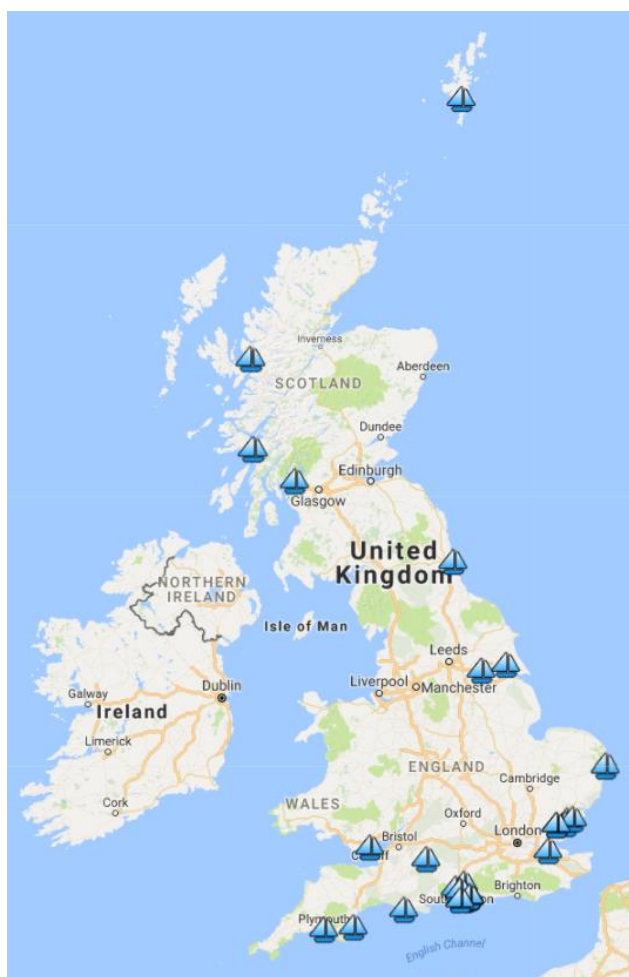 Inverness
Aberdeen
SCOTLAND
Dundee
Edinburgh
Glasgow
United
Kingdom
NORTHERN
IRELAND
Isle of Man
Leeds
Dublin
Liverpool
Manchester
Galway
Ireland
Limerick
ENGLAND
Cambridge
Cork
WALES
Oxford
Bristol
London
Brighton
Plymouth
English Channel